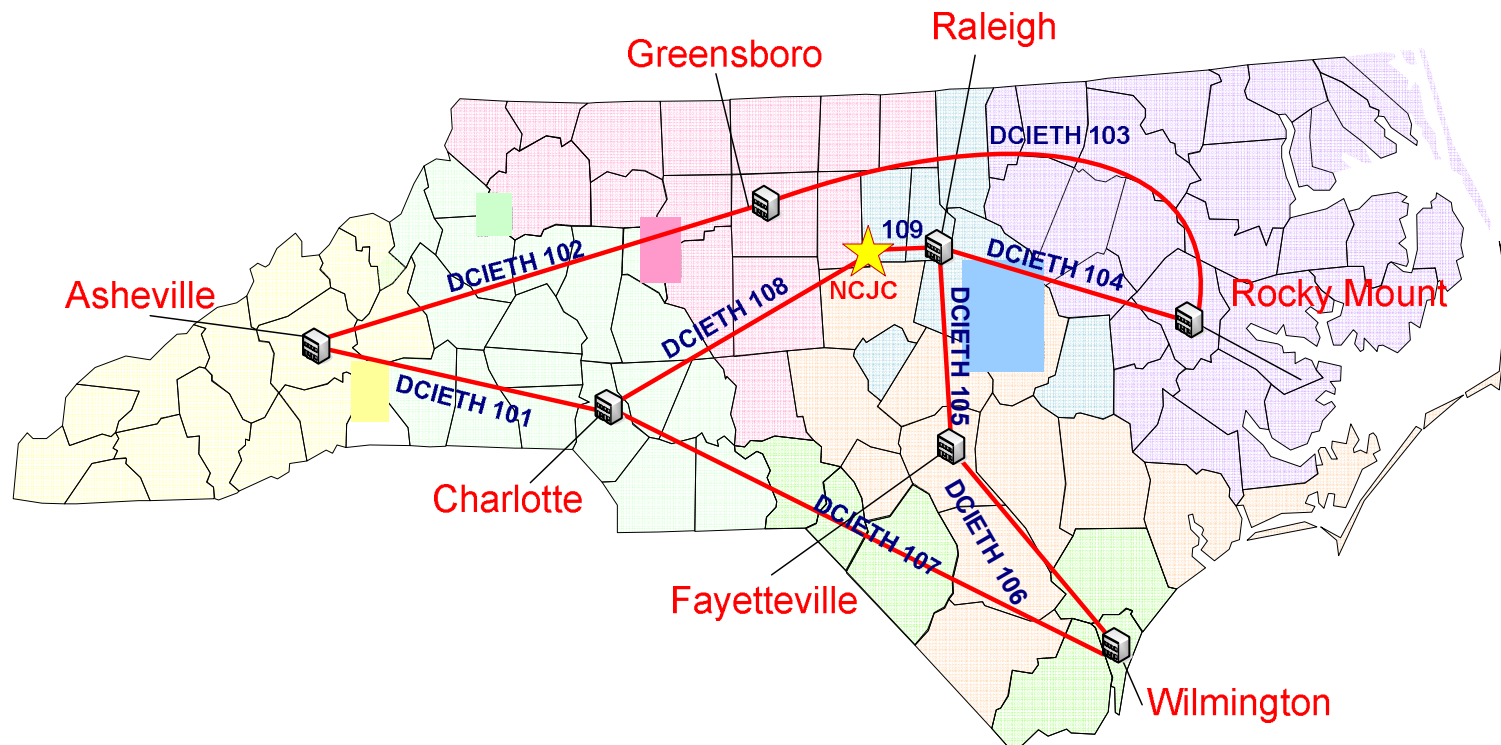 Raleigh
Greensboro
DCIETH 103
109
DCIETH 102
DCIETH 104
NCJC
Asheville
Rocky Mount
DCIETH 108
DCIETH 105
DCIETH 101
Charlotte
DCIETH 107
DCIETH 106
Fayetteville
Wilmington